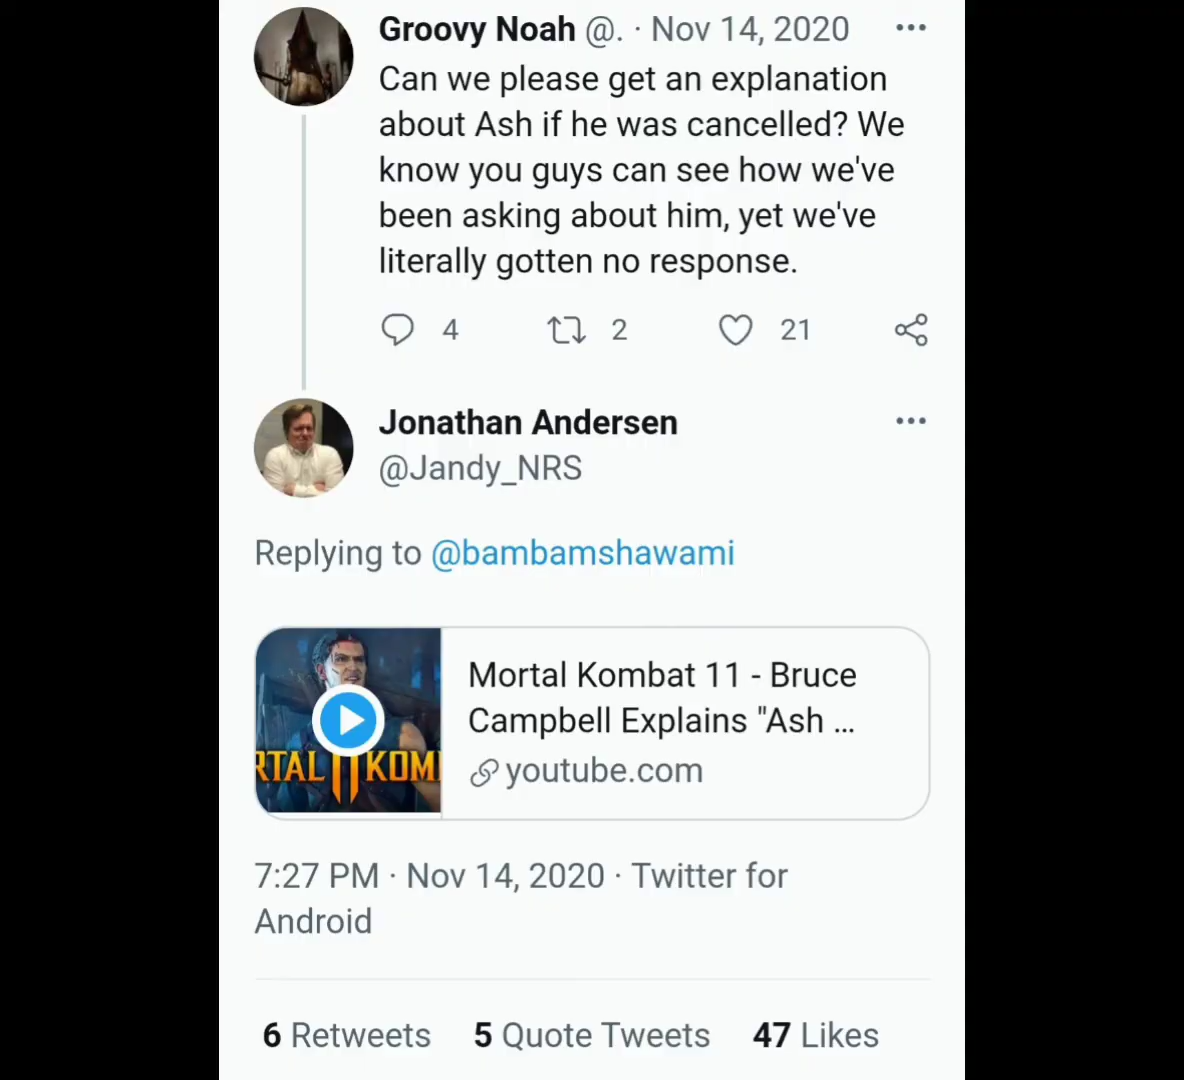 Groovy Noah @. · Nov 14, 2020
Can we please get an explanation
about Ash if he was cancelled? We
know you guys can see how we've
been asking about him, yet we've
literally gotten no response.
4 2 21
Jonathan Andersen
@Jandy_NRS
Replying to @bambamshawami
Mortal Kombat 11 - Bruce
Campbell Explains "Ash ...
youtube.com
RTAL KOM
7:27 PM · Nov 14, 2020 · Twitter for
Android
6 Retweets 5 Quote Tweets 47 Likes